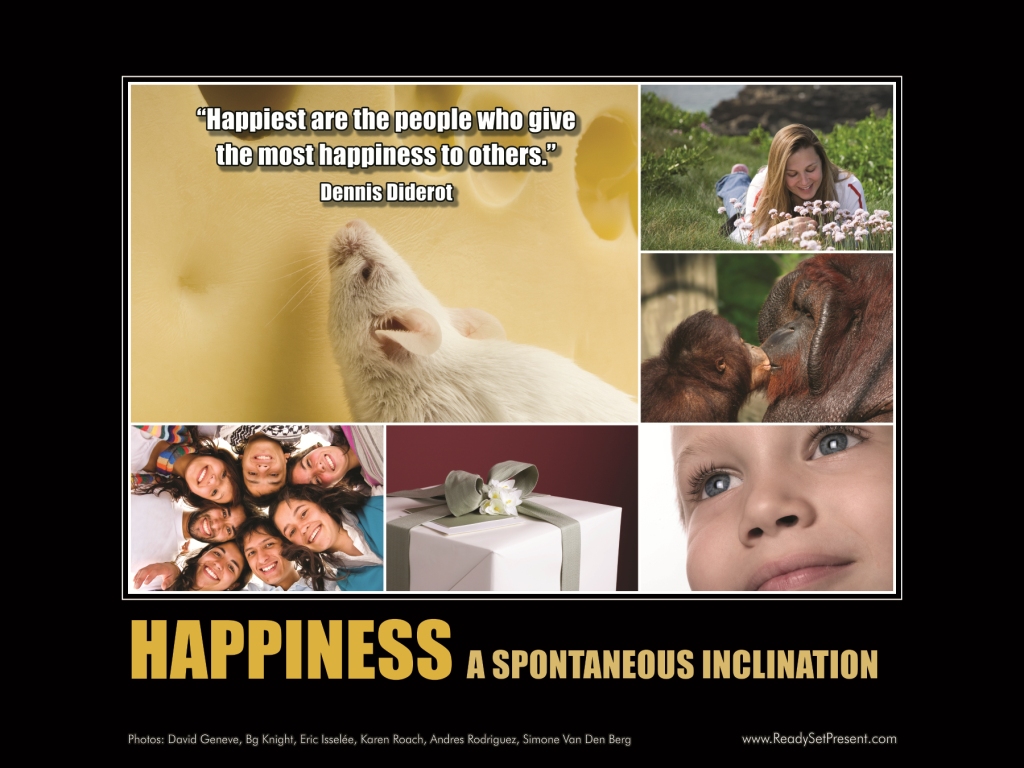 “Happiest are the people who give
the most happiness to others.”
Dennis Diderot
HAPPINESS A SPONTANEOUS INCLINATION
Photos: David Geneve, Bg Knight, Eric Isselée, Karen Roach, Andres Rodriguez, Simone Van Den Berg
www.ReadySetPresent.com